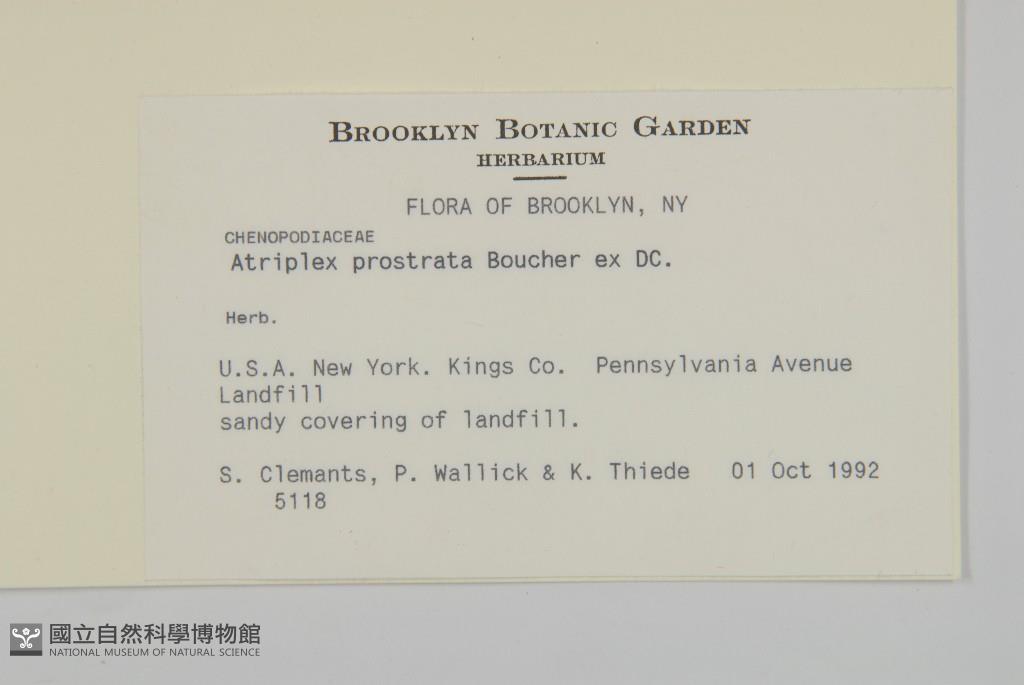 BROOKLYN BOTANIC GARDEN
HERBARIUM
FLORA OF BROOKLYN, NY
CHENOPODIACEAE
Atriplex prostrata Boucher ex DC.
Herb.
U.S.A. New York. Kings Co. Pennsylvania Avenue
Landfill
sandy covering of landfill.
S. Clemants, P. Wallick & K. Thiede 01 Oct 1992
5118
國立自然科學博物館
NATIONAL MUSEUM OF NATURAL SCIENCE